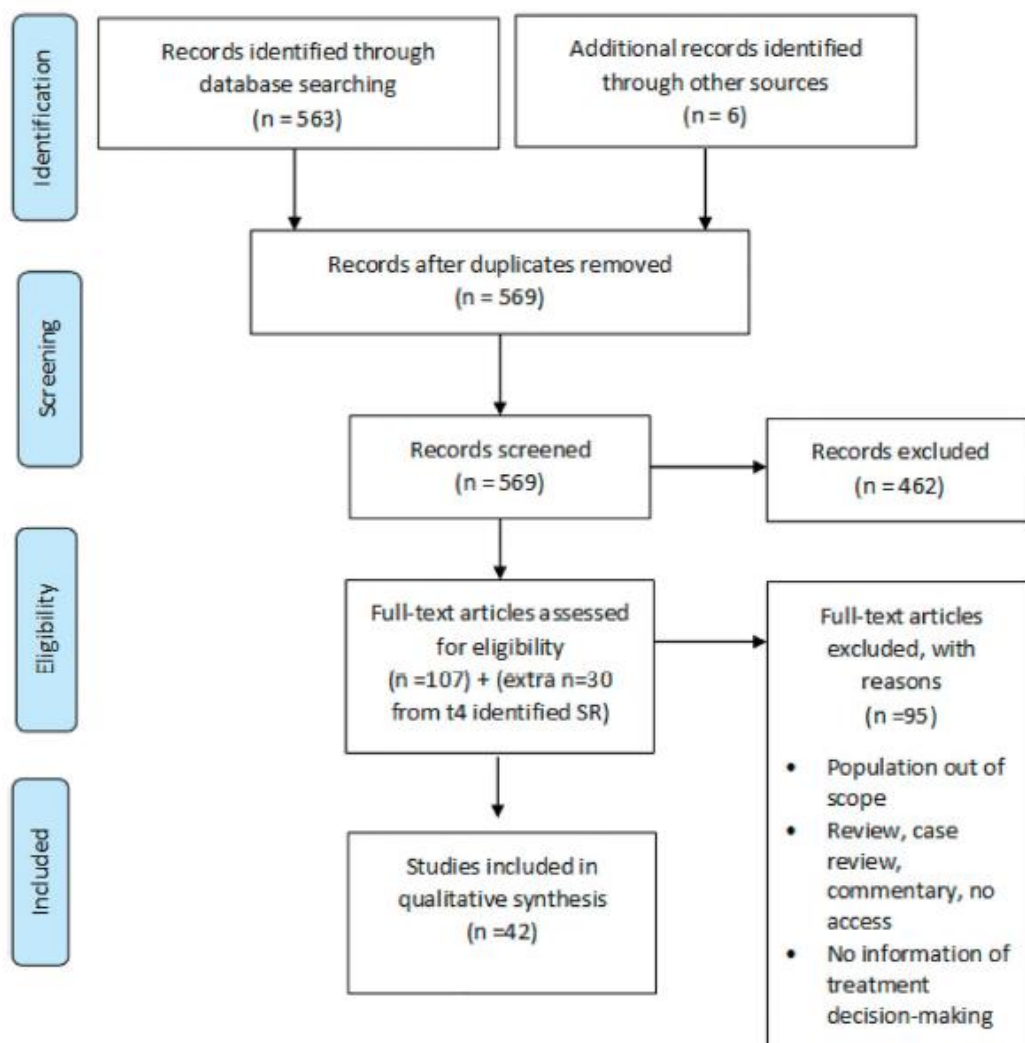 Identification
Records identified through
database searching
(n = 563)
Additional records identified
through other sources
(n = 6)
Screening
Records after duplicates removed
(n = 569)
Records screened
(n = 569)
Records excluded
(n = 462)
Eligibility
Full-text articles assessed
for eligibility
(n =107) + (extra n=30
from t4 identified SR)
Full-text articles
excluded, with
reasons
(n =95)
• Population out of
scope
• Review, case
review,
commentary, no
access
• No information of
treatment
decision-making
Included
Studies included in
qualitative synthesis
(n =42)